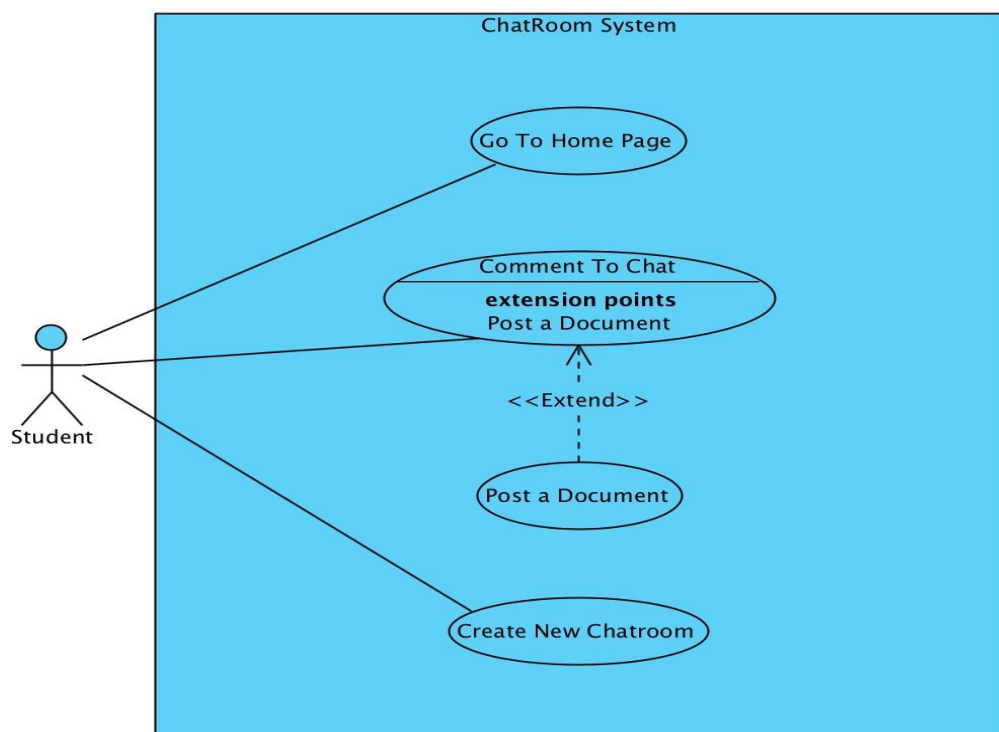 ChatRoom System
Go To Home Page
Comment To Chat
extension points
Post a Document
<<Extend>>
Student
Post a Document
Create New Chatroom